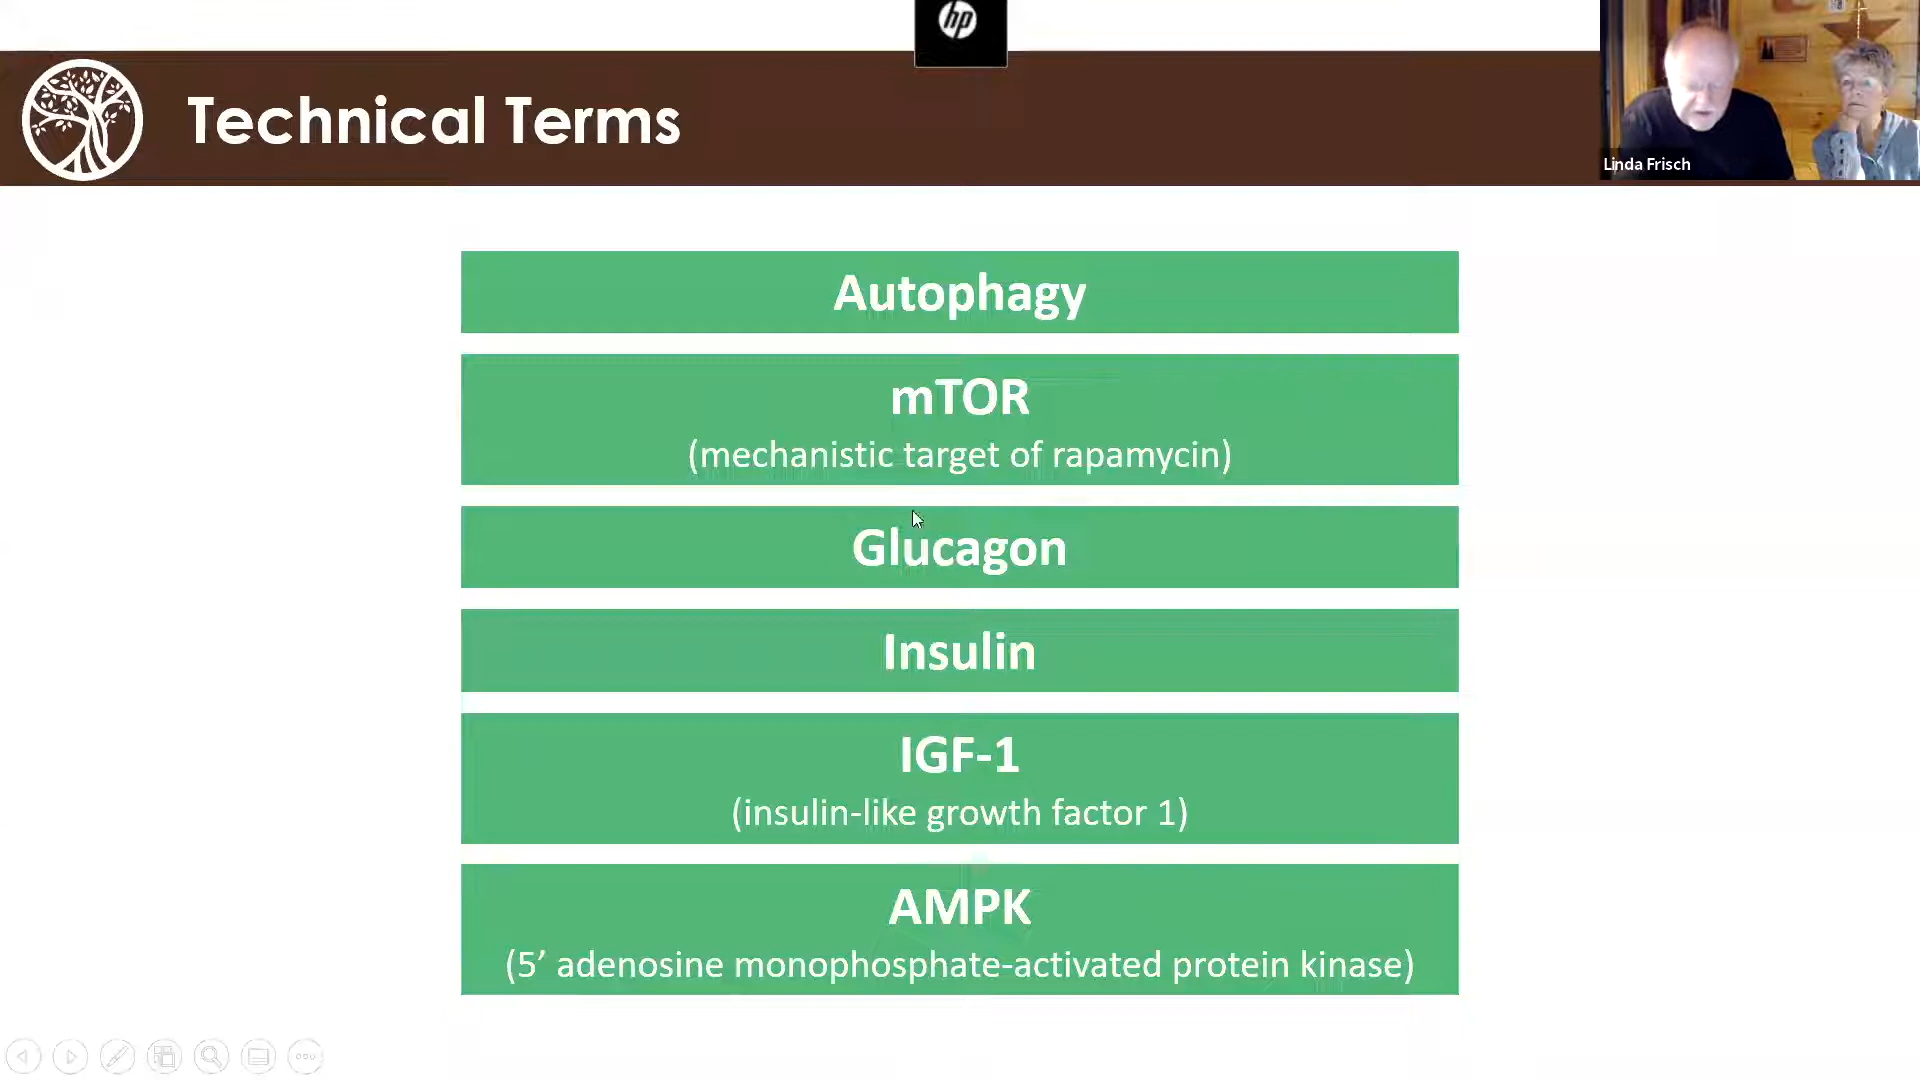 hp
Technical Terms
Linda Frisch
Autophagy
mTOR
(mechanistic target of rapamycin)
Glucagon
Insulin
IGF-1
(insulin-like growth factor 1)
AMPK
(5’ adenosine monophosphate-activated protein kinase)